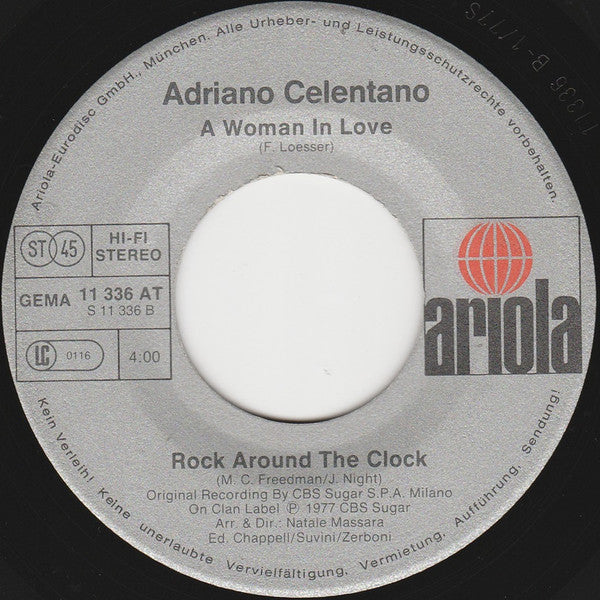 Ariola-Eurodisc GmbH., München. Alle Urheber- und Leistungsschutzrechte vorbehalten.
11336 B-1/77S
Adriano Celentano
A Woman In Love
(F. Loesser)
ST 45
HI-FI
STEREO
GEMA 11 336 AT
S 11 336 B
LC 0116
4:00
ariola
Rock Around The Clock
(M. C. Freedman/J. Night)
Original Recording By CBS Sugar S.P.A. Milano
On Clan Label Ⓟ 1977 CBS Sugar
Arr. & Dir.: Natale Massara
Ed. Chappell/Suvini/Zerboni
Kein Verleih! Keine unerlaubte Vervielfältigung, Vermietung, Aufführung, Sendung!